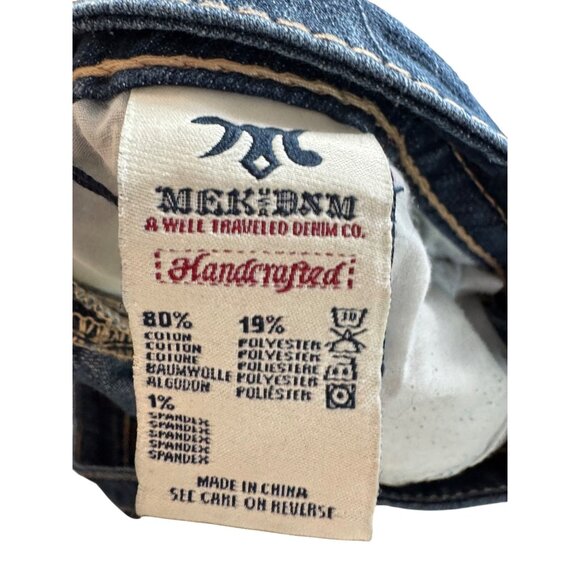 MEK DNM
A WELL TRAVELED DENIM CO.
Handcrafted
80%
COLON
COTTON
COTONE
BAUMWOLLE
ALGODON
19%
POLYESTER
POLYESTER
POLIESTERE
POLYESTER
POLIÉSTER
1%
SPANDEX
SPANDEX
SPANDEX
SPANDEX
SPANDEX
30
MADE IN CHINA
SEE CARE ON REVERSE